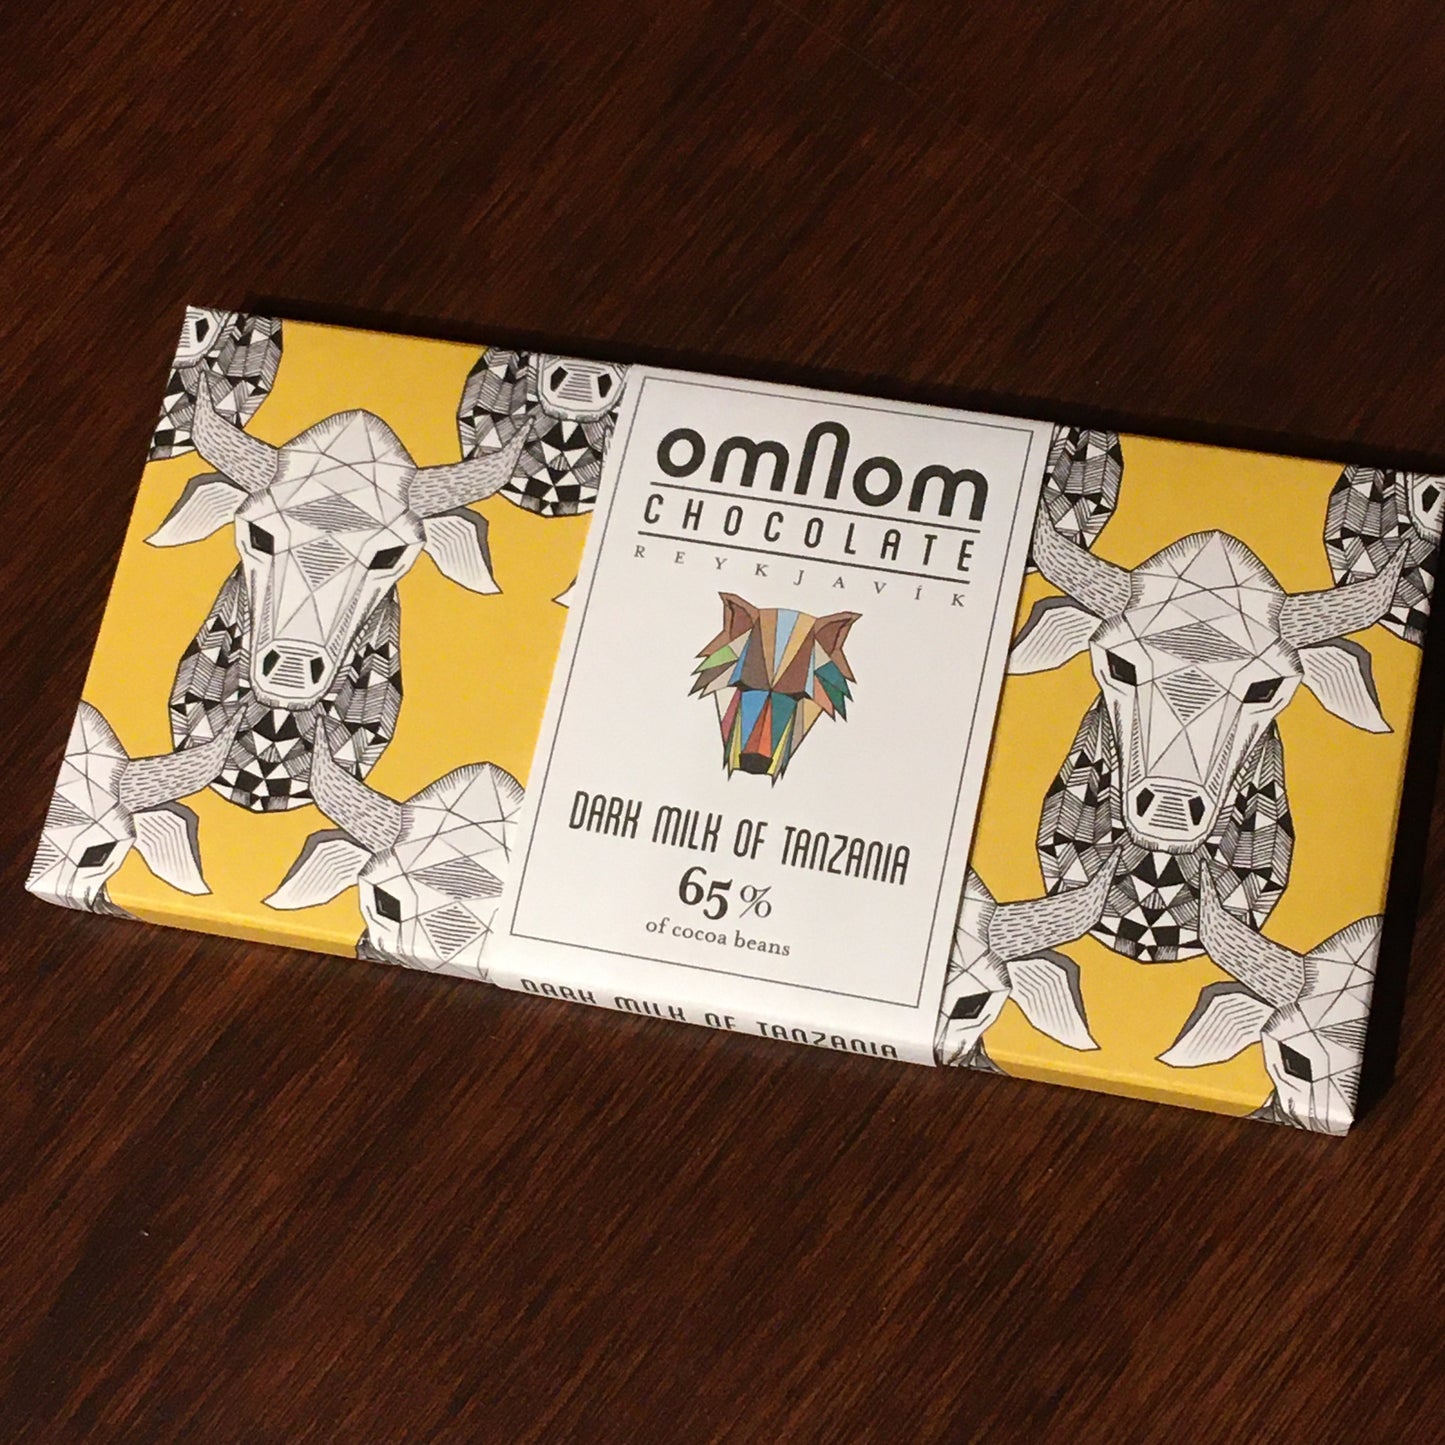 omnom
CHOCOLATE
REYKJAVÍK
DARK MILK OF TANZANIA
65%
of cocoa beans
DARK MILK OF TANZANIA